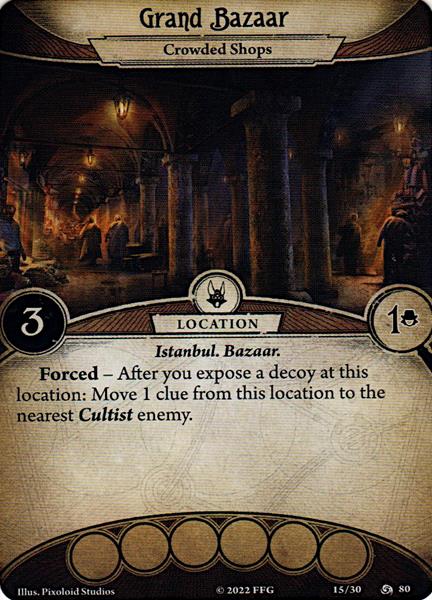 Grand Bazaar
Crowded Shops
3
1
LOCATION
Istanbul. Bazaar.
Forced – After you expose a decoy at this
location: Move 1 clue from this location to the
nearest Cultist enemy.
Illus. Pixoloid Studios
© 2022 FFG
15/30
80